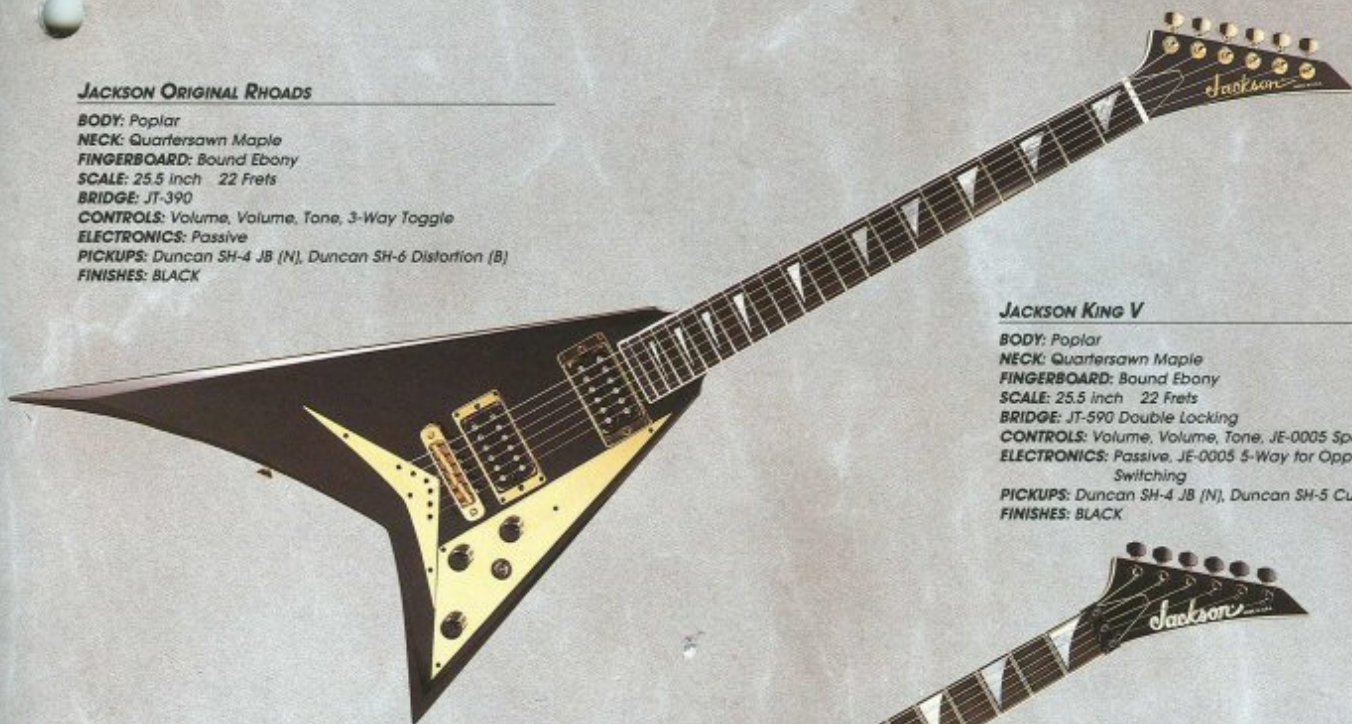 JACKSON ORIGINAL RHOADS
BODY: Poplar
NECK: Quartersawn Maple
FINGERBOARD: Bound Ebony
SCALE: 25.5 inch 22 Frets
BRIDGE: JT-390
CONTROLS: Volume, Volume, Tone, 3-Way Toggle
ELECTRONICS: Passive
PICKUPS: Duncan SH-4 JB (N), Duncan SH-6 Distortion (B)
FINISHES: BLACK
Jackson
JACKSON KING V
BODY: Poplar
NECK: Quartersawn Maple
FINGERBOARD: Bound Ebony
SCALE: 25.5 inch 22 Frets
BRIDGE: JT-590 Double Locking
CONTROLS: Volume, Volume, Tone, JE-0005
ELECTRONICS: Passive, JE-0005 5-Way for
Switching
PICKUPS: Duncan SH-4 JB (N), Duncan SH-5
FINISHES: BLACK
Jackson